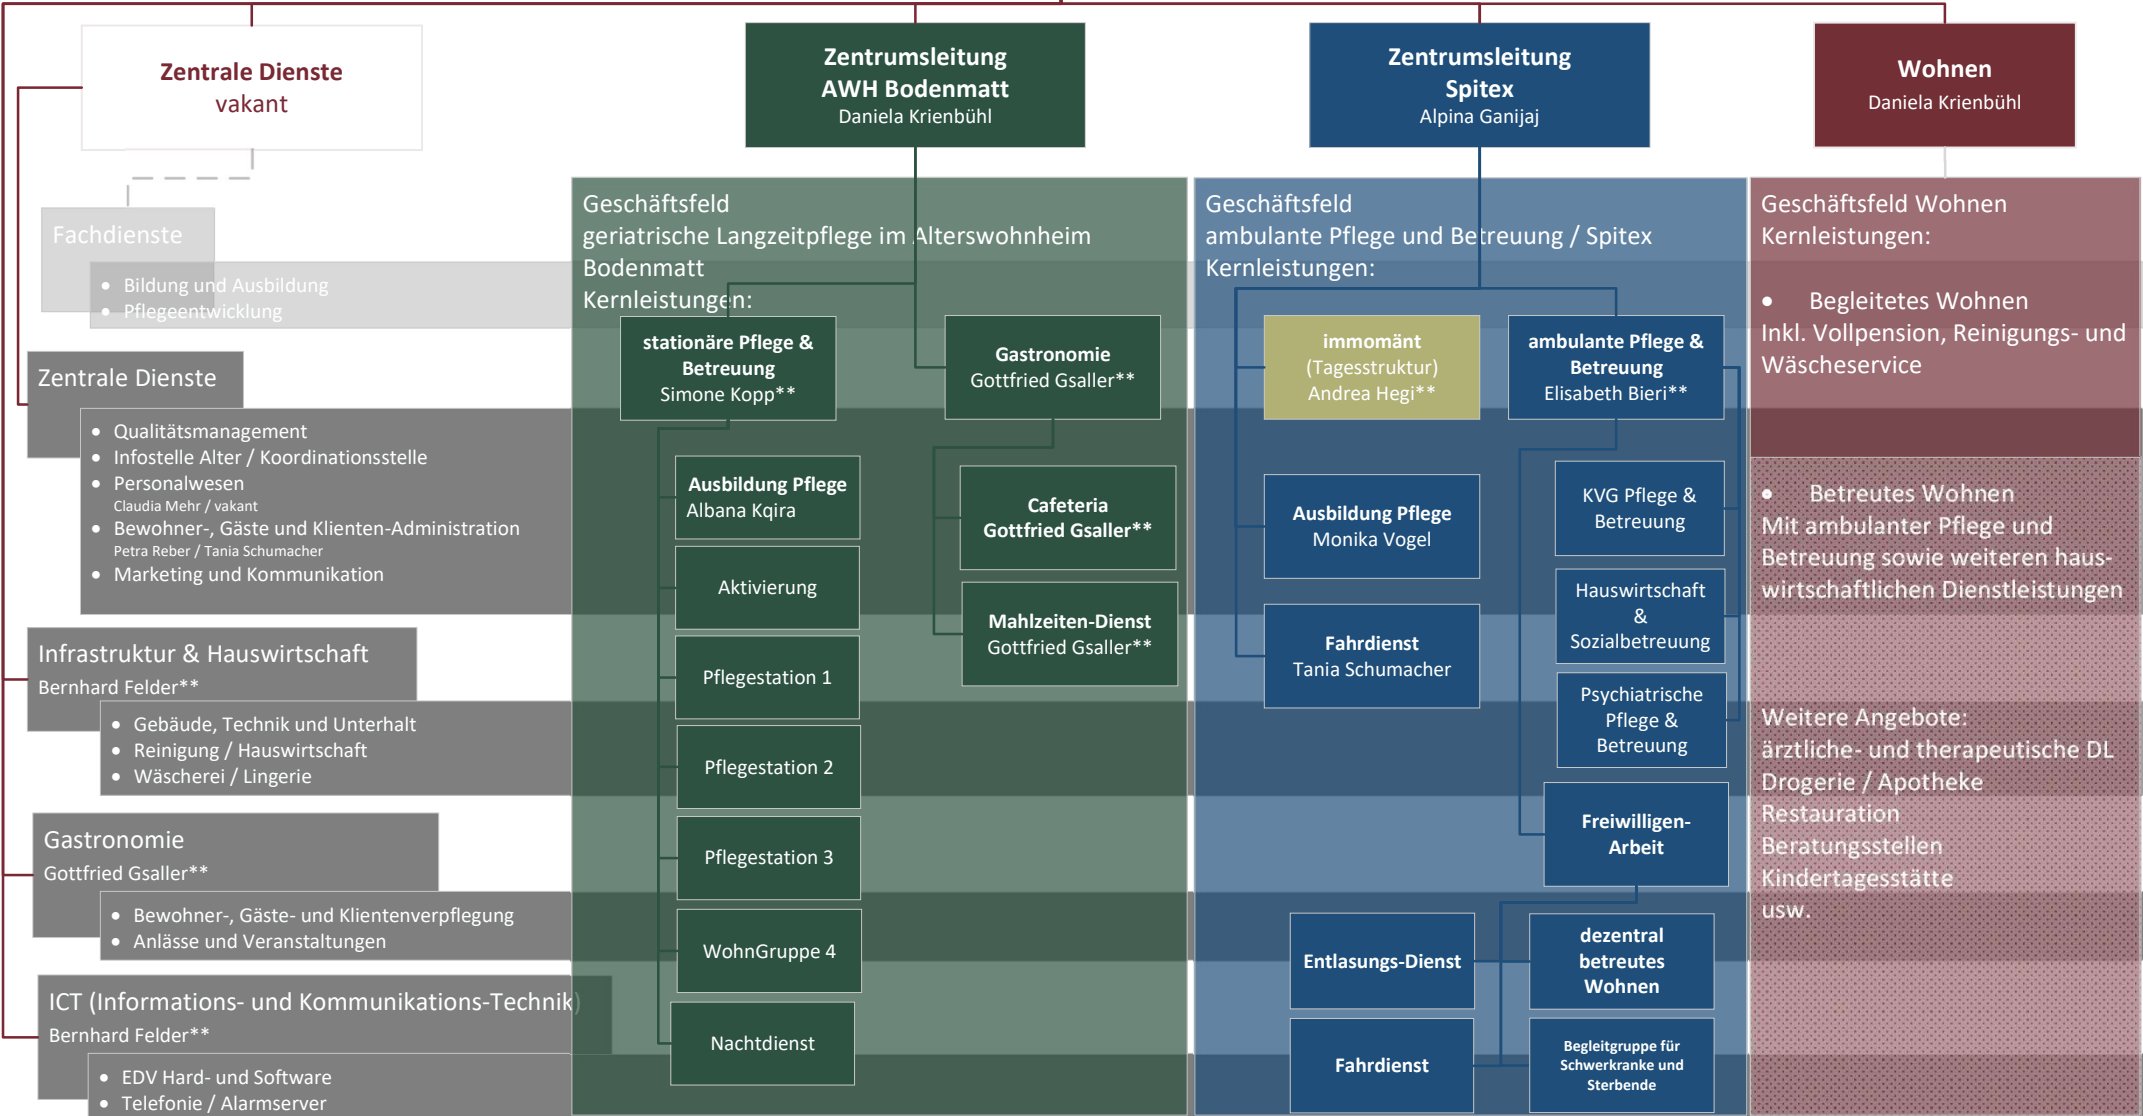 Zentrale Dienste
vakant
Zentrumsleitung
AWH Bodenmatt
Daniela Krienbühl
Zentrumsleitung
Spitex
Alpina Ganijaj
Wohnen
Daniela Krienbühl
Fachdienste
• Bildung und Ausbildung
• Pflegeentwicklung
Zentrale Dienste
• Qualitätsmanagement
• Infostelle Alter / Koordinationsstelle
• Personalwesen
Claudia Mehr / vakant
• Bewohner-, Gäste und Klienten-Administration
Petra Reber / Tania Schumacher
• Marketing und Kommunikation
Infrastruktur & Hauswirtschaft
Bernhard Felder**
• Gebäude, Technik und Unterhalt
• Reinigung / Hauswirtschaft
• Wäscherei / Lingerie
Gastronomie
Gottfried Gsaller**
• Bewohner-, Gäste- und Klientenverpflegung
• Anlässe und Veranstaltungen
ICT (Informations- und Kommunikations-Technik)
Bernhard Felder**
• EDV Hard- und Software
• Telefonie / Alarmserver
Geschäftsfeld
geriatrische Langzeitpflege im Alterswohnheim
Bodenmatt
Kernleistungen:
stationäre Pflege &
Betreuung
Simone Kopp**
Ausbildung Pflege
Albana Kqira
Aktivierung
Pflegestation 1
Pflegestation 2
Pflegestation 3
WohnGruppe 4
Nachtdienst
Gastronomie
Gottfried Gsaller**
Cafeteria
Gottfried Gsaller**
Mahlzeiten-Dienst
Gottfried Gsaller**
Geschäftsfeld
ambulante Pflege und Betreuung / Spitex
Kernleistungen:
immomänt
(Tagesstruktur)
Andrea Hegi**
Ausbildung Pflege
Monika Vogel
Fahrdienst
Tania Schumacher
ambulante Pflege &
Betreuung
Elisabeth Bieri**
KVG Pflege &
Betreuung
Hauswirtschaft
&
Sozialbetreuung
Psychiatrische
Pflege &
Betreuung
Freiwilligen-
Arbeit
Entlasungs-Dienst
dezentral
betreutes
Wohnen
Fahrdienst
Begleitgruppe für
Schwerkranke und
Sterbende
Geschäftsfeld Wohnen
Kernleistungen:
• Begleitetes Wohnen
Inkl. Vollpension, Reinigungs- und
Wäscheservice
• Betreutes Wohnen
Mit ambulanter Pflege und
Betreuung sowie weiteren haus-
wirtschaftlichen Dienstleistungen
Weitere Angebote:
ärztliche- und therapeutische DL
Drogerie / Apotheke
Restauration
Beratungsstellen
Kindertagesstätte
usw.